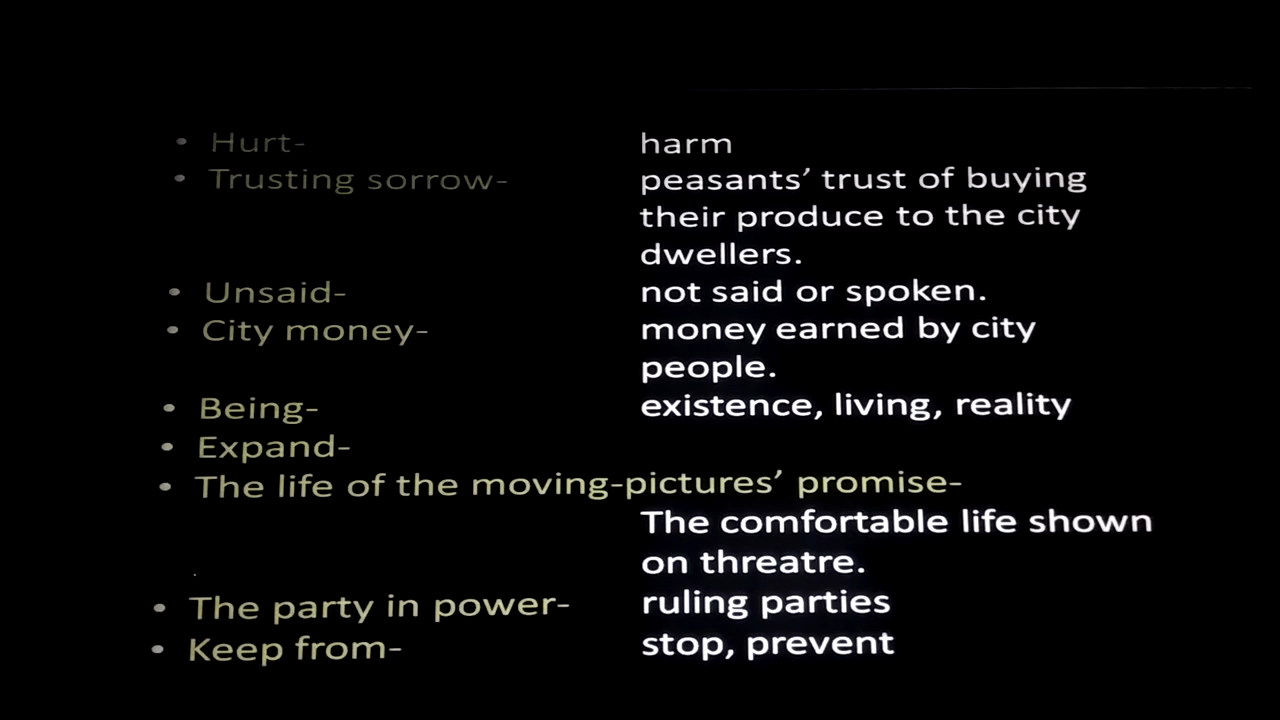 • Hurt- harm
• Trusting sorrow- peasants’ trust of buying
their produce to the city
dwellers.
• Unsaid- not said or spoken.
• City money- money earned by city
people.
• Being- existence, living, reality
• Expand-
• The life of the moving-pictures’ promise-
The comfortable life shown
on threatre.
• The party in power- ruling parties
• Keep from- stop, prevent